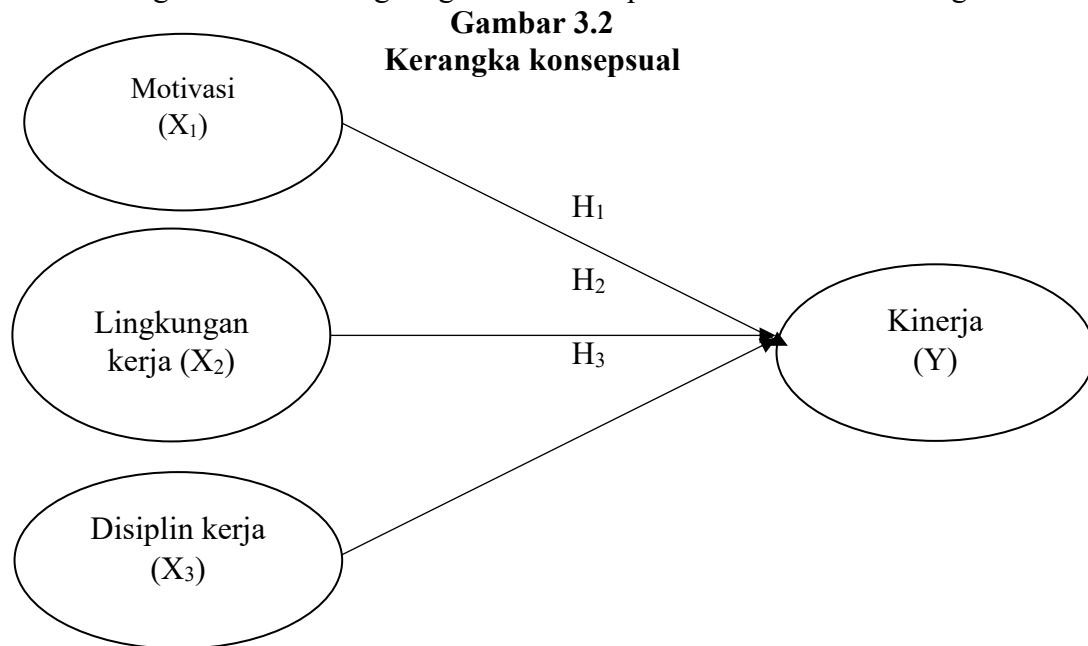 Gambar 3.2
Kerangka konsepsual
Motivasi
(X₁)
H₁
H₂
Lingkungan
kerja (X₂)
H₃
Kinerja
(Y)
Disiplin kerja
(X₃)